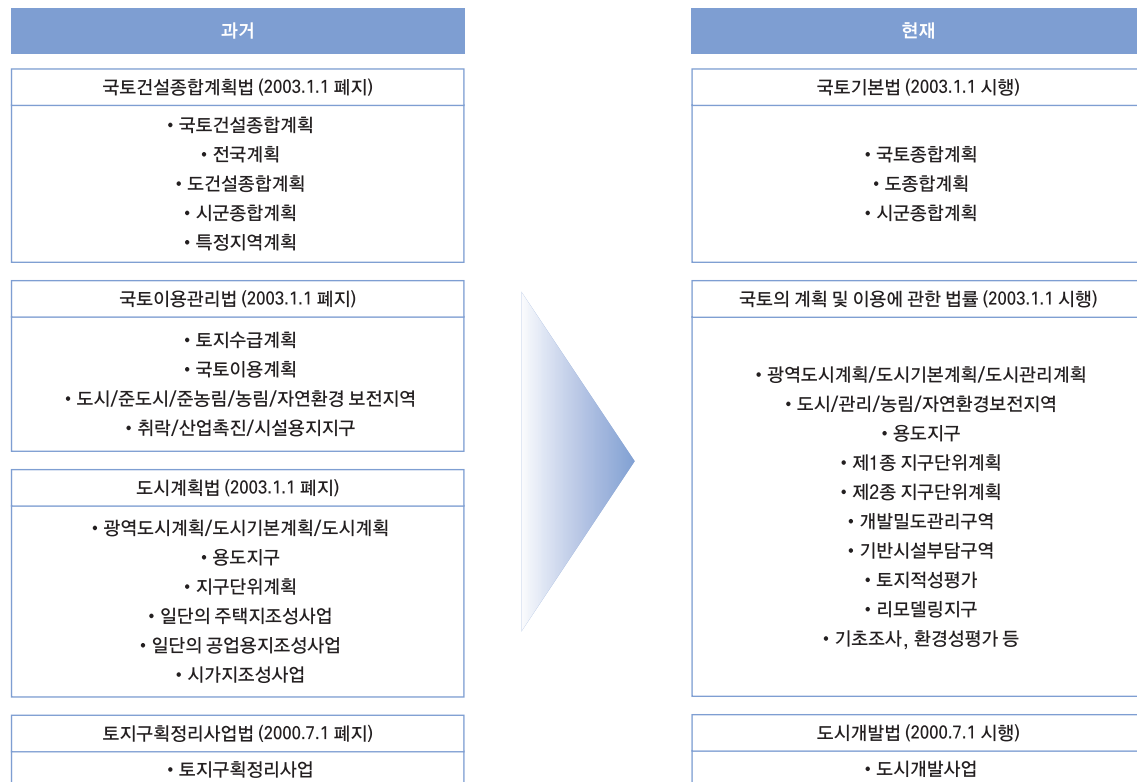 과거
국토건설종합계획법 (2003.1.1 폐지)
• 국토건설종합계획
• 전국계획
• 도건설종합계획
• 시군종합계획
• 특정지역계획
국토이용관리법 (2003.1.1 폐지)
• 토지수급계획
• 국토이용계획
• 도시/준도시/준농림/농림/자연환경 보전지역
• 취락/산업촉진/시설용지지구
도시계획법 (2003.1.1 폐지)
• 광역도시계획/도시기본계획/도시계획
• 용도지구
• 지구단위계획
• 일단의 주택지조성사업
• 일단의 공업용지조성사업
• 시가지조성사업
토지구획정리사업법 (2000.7.1 폐지)
• 토지구획정리사업
현재
국토기본법 (2003.1.1 시행)
• 국토종합계획
• 도종합계획
• 시군종합계획
국토의 계획 및 이용에 관한 법률 (2003.1.1 시행)
• 광역도시계획/도시기본계획/도시관리계획
• 도시/관리/농림/자연환경보전지역
• 용도지구
• 제1종 지구단위계획
• 제2종 지구단위계획
• 개발밀도관리구역
• 기반시설부담구역
• 토지적성평가
• 리모델링지구
• 기초조사, 환경성평가 등
도시개발법 (2000.7.1 시행)
• 도시개발사업